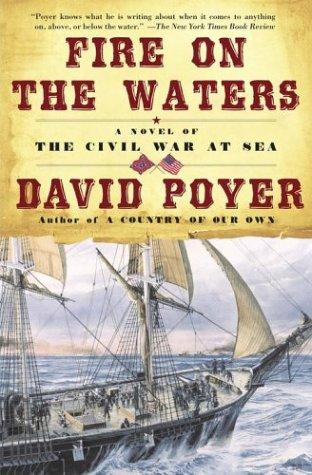 "Poyer knows what he is writing about when it comes to anything
on, above, or below the water." —The New York Times Book Review
FIRE ON
THE WATERS
A NOVEL OF
THE CIVIL WAR AT SEA
DAVID POYER
Author of A COUNTRY OF OUR OWN